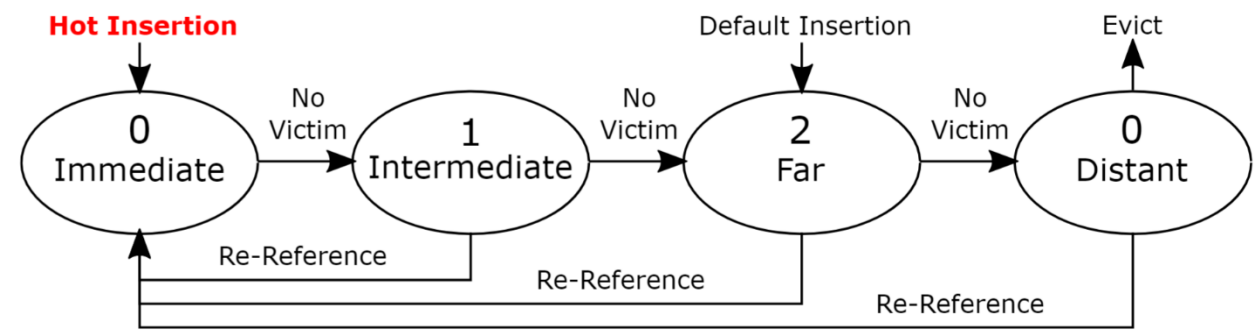 Hot Insertion
Default Insertion
Evict
No
Victim
No
Victim
No
Victim
0
Immediate
1
Intermediate
2
Far
0
Distant
Re-Reference
Re-Reference
Re-Reference